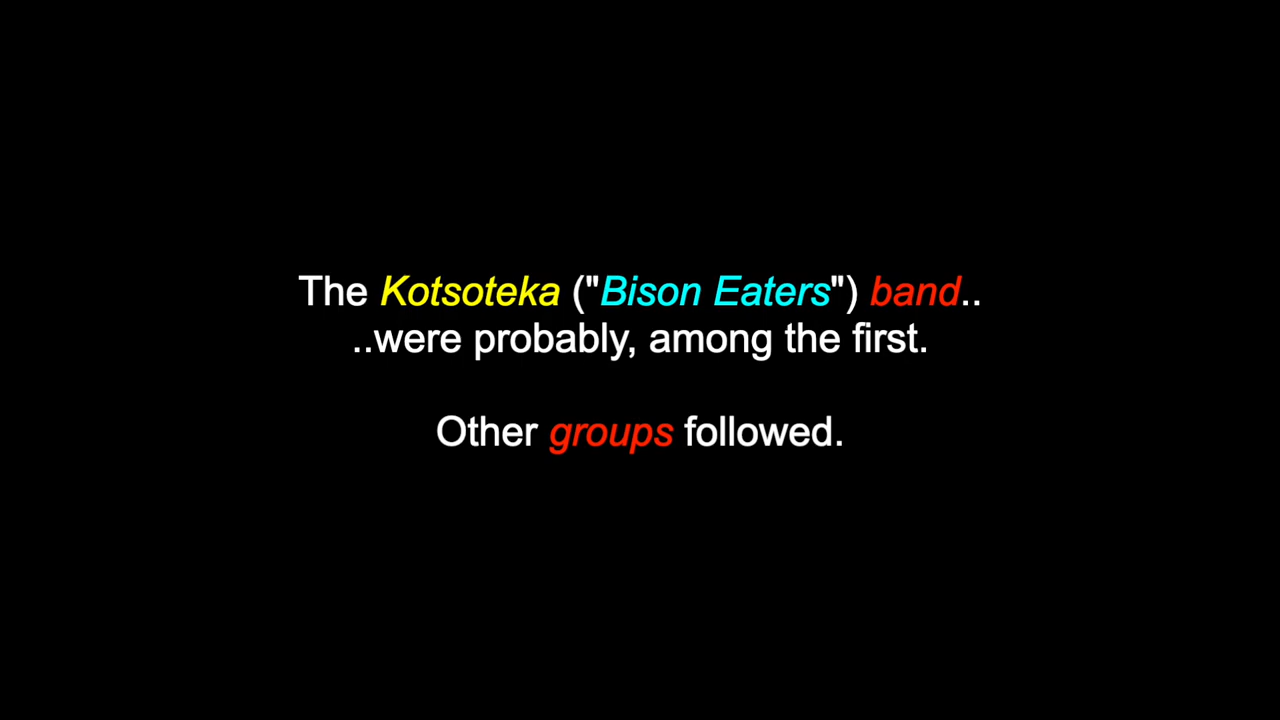 The Kotsoteka ("Bison Eaters") band..
..were probably, among the first.
Other groups followed.